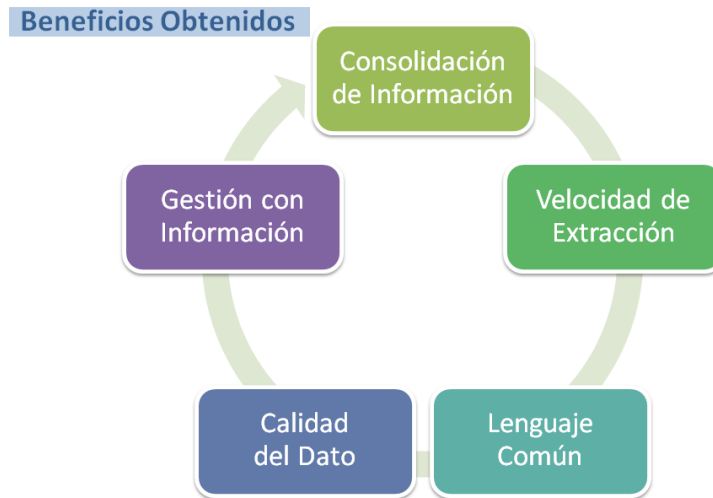 Beneficios Obtenidos
Consolidación
de Información
Velocidad de
Extracción
Lenguaje
Común
Calidad
del Dato
Gestión con
Información